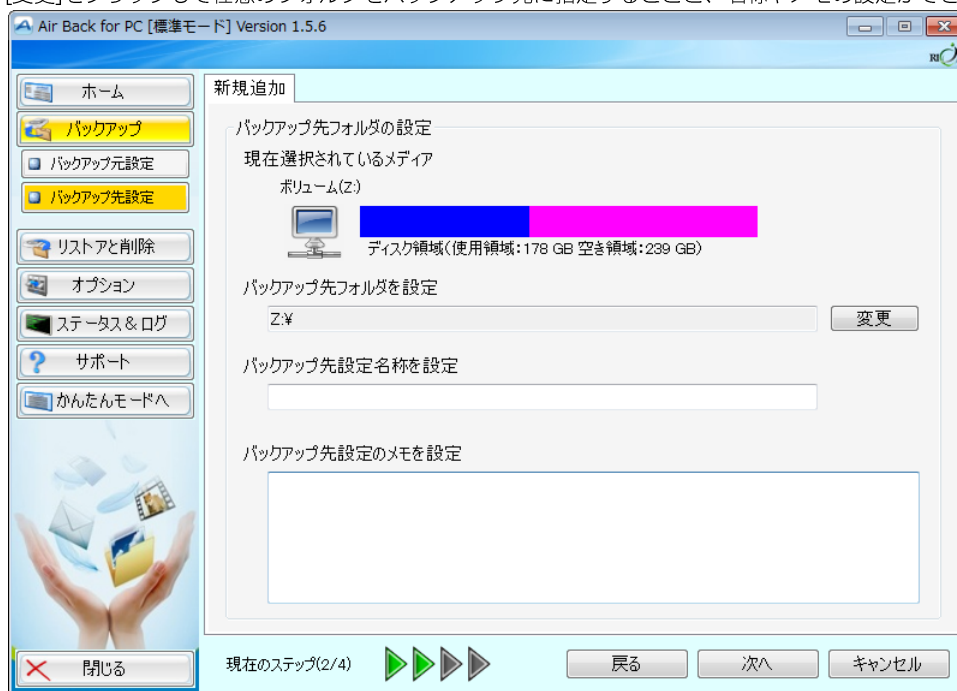 Air Back for PC [標準モード] Version 1.5.6
RI
ホーム
バックアップ
バックアップ元設定
バックアップ先設定
リストアと削除
オプション
ステータス&ログ
サポート
かんたんモードへ
閉じる
新規追加
バックアップ先フォルダの設定
現在選択されているメディア
ボリューム(Z:)
ディスク領域(使用領域:178 GB 空き領域:239 GB)
バックアップ先フォルダを設定
Z:¥
変更
バックアップ先設定名称を設定
バックアップ先設定のメモを設定
現在のステップ(2/4)
戻る
次へ
キャンセル